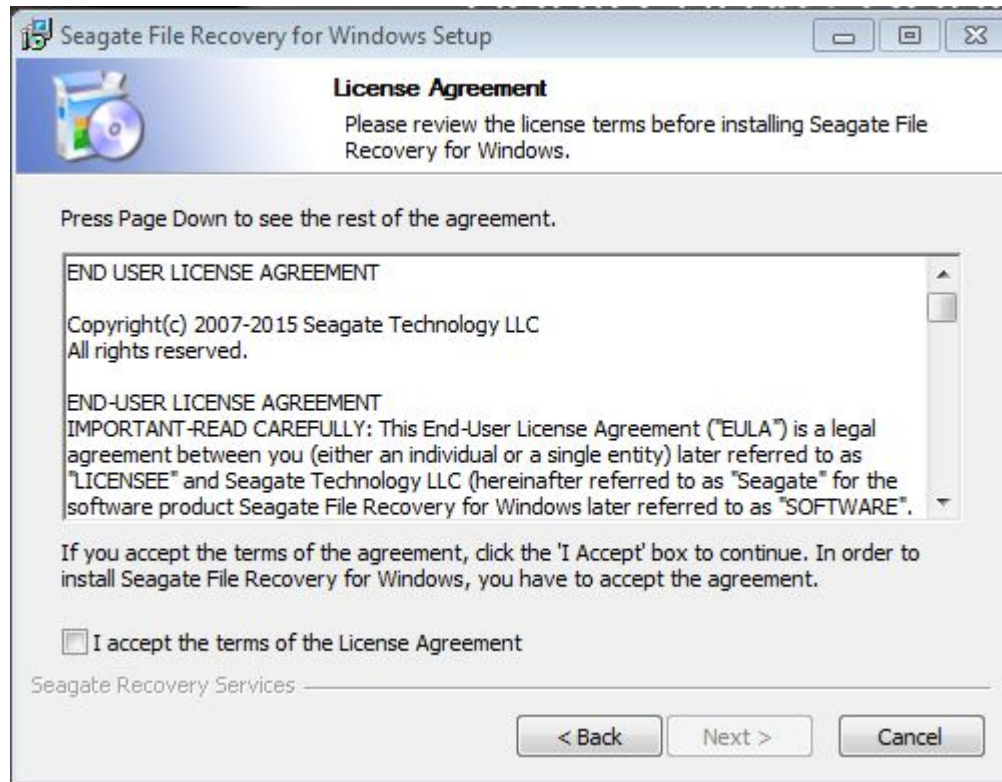 Seagate File Recovery for Windows Setup
License Agreement
Please review the license terms before installing Seagate File
Recovery for Windows.
Press Page Down to see the rest of the agreement.
END USER LICENSE AGREEMENT
Copyright(c) 2007-2015 Seagate Technology LLC
All rights reserved.
END-USER LICENSE AGREEMENT
IMPORTANT-READ CAREFULLY: This End-User License Agreement ("EULA") is a legal
agreement between you (either an individual or a single entity) later referred to as
"LICENSEE" and Seagate Technology LLC (hereinafter referred to as "Seagate" for the
software product Seagate File Recovery for Windows later referred to as "SOFTWARE".
If you accept the terms of the agreement, click the 'I Accept' box to continue. In order to
install Seagate File Recovery for Windows, you have to accept the agreement.
I accept the terms of the License Agreement
Seagate Recovery Services
< Back Next > Cancel